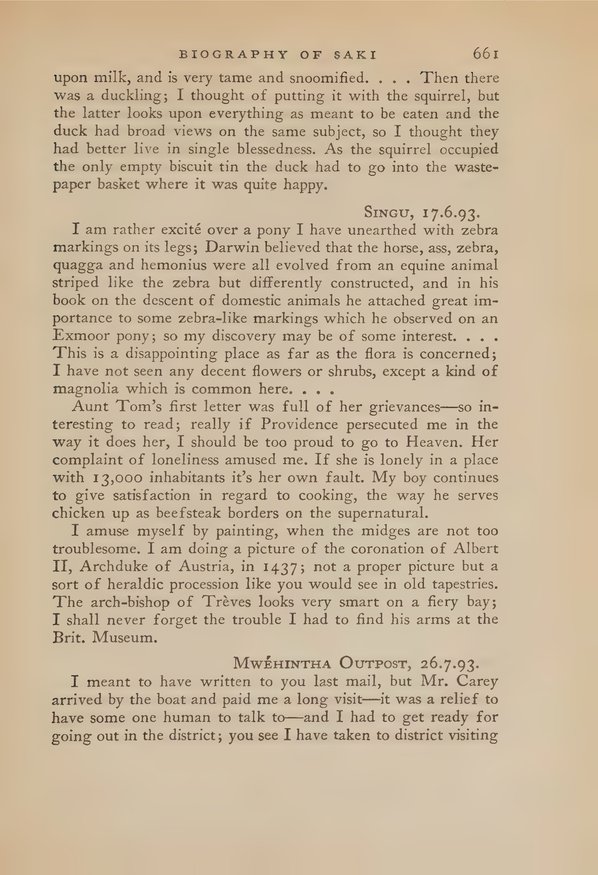 BIOGRAPHY OF SAKI 661
upon milk, and is very tame and snoomified. . . . Then there
was a duckling; I thought of putting it with the squirrel, but
the latter looks upon everything as meant to be eaten and the
duck had broad views on the same subject, so I thought they
had better live in single blessedness. As the squirrel occupied
the only empty biscuit tin the duck had to go into the waste-
paper basket where it was quite happy.
Singu, 17.6.93.
I am rather excité over a pony I have unearthed with zebra
markings on its legs; Darwin believed that the horse, ass, zebra,
quagga and hemonius were all evolved from an equine animal
striped like the zebra but differently constructed, and in his
book on the descent of domestic animals he attached great im-
portance to some zebra-like markings which he observed on an
Exmoor pony; so my discovery may be of some interest. . . .
This is a disappointing place as far as the flora is concerned;
I have not seen any decent flowers or shrubs, except a kind of
magnolia which is common here. . . .
Aunt Tom's first letter was full of her grievances—so in-
teresting to read; really if Providence persecuted me in the
way it does her, I should be too proud to go to Heaven. Her
complaint of loneliness amused me. If she is lonely in a place
with 13,000 inhabitants it's her own fault. My boy continues
to give satisfaction in regard to cooking, the way he serves
chicken up as beefsteak borders on the supernatural.
I amuse myself by painting, when the midges are not too
troublesome. I am doing a picture of the coronation of Albert
II, Archduke of Austria, in 1437; not a proper picture but a
sort of heraldic procession like you would see in old tapestries.
The arch-bishop of Trèves looks very smart on a fiery bay;
I shall never forget the trouble I had to find his arms at the
Brit. Museum.
Mwéhintha Outpost, 26.7.93.
I meant to have written to you last mail, but Mr. Carey
arrived by the boat and paid me a long visit—it was a relief to
have some one human to talk to—and I had to get ready for
going out in the district; you see I have taken to district visiting